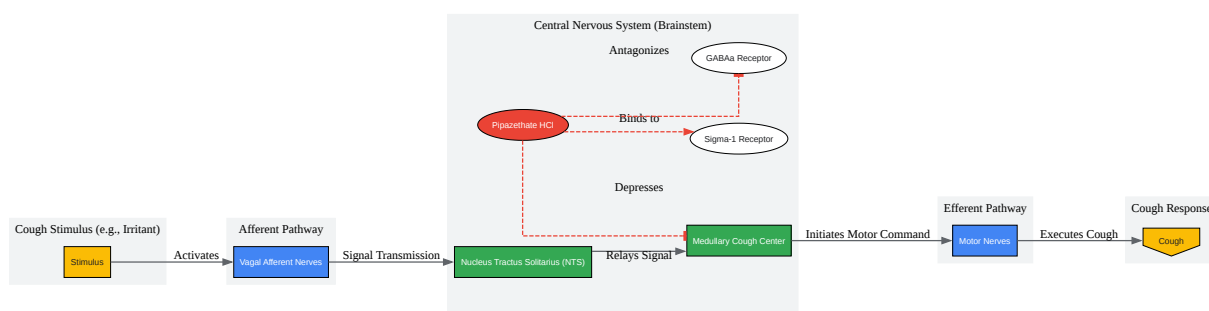 Central Nervous System (Brainstem)
Antagonizes
GABAa Receptor
Pipazethate HCl
Binds to
Sigma-1 Receptor
Depresses
Cough Stimulus (e.g., Irritant)
Stimulus
Activates
Afferent Pathway
Vagal Afferent Nerves
Signal Transmission
Nucleus Tractus Solitarius (NTS)
Relays Signal
Medullary Cough Center
Initiates Motor Command
Efferent Pathway
Motor Nerves
Executes Cough
Cough Response
Cough